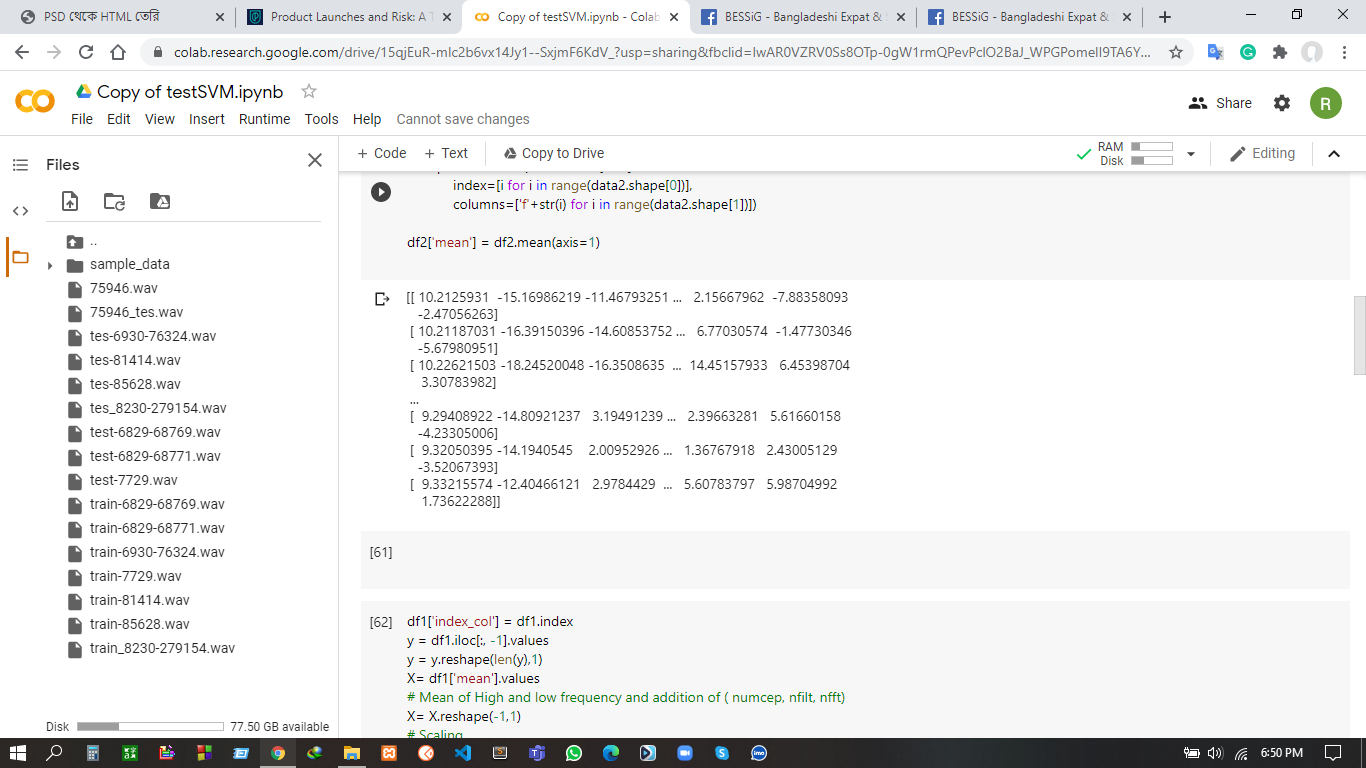 PSD থেকে HTML তৈরি
Product Launches and Risk: A T
Copy of testSVM.ipynb - Colab
BESSiG - Bangladeshi Expat &
BESSiG - Bangladeshi Expat &
colab.research.google.com/drive/15qjEuR-mIc2b6vx14Jy1--SxjmF6KdV_?usp=sharing&fbclid=IwAR0VZRV0Ss8OTp-0gW1rmQPevPclO2BaJ_WPGPomelI9TA6Y...
Copy of testSVM.ipynb
File Edit View Insert Runtime Tools Help Cannot save changes
Share
R
Files
+ Code + Text Copy to Drive
RAM
Disk
Editing
..
sample_data
75946.wav
75946_tes.wav
tes-6930-76324.wav
tes-81414.wav
tes-85628.wav
tes_8230-279154.wav
test-6829-68769.wav
test-6829-68771.wav
test-7729.wav
train-6829-68769.wav
train-6829-68771.wav
train-6930-76324.wav
train-7729.wav
train-81414.wav
train-85628.wav
train_8230-279154.wav
Disk 77.50 GB available
index=[i for i in range(data2.shape[0])],
columns=['f'+str(i) for i in range(data2.shape[1])])
df2['mean'] = df2.mean(axis=1)
[[ 10.2125931 -15.16986219 -11.46793251 ... 2.15667962 -7.88358093
-2.47056263]
[ 10.21187031 -16.39150396 -14.60853752 ... 6.77030574 -1.47730346
-5.67980951]
[ 10.22621503 -18.24520048 -16.3508635 ... 14.45157933 6.45398704
3.30783982]
...
[ 9.29408922 -14.80921237 3.19491239 ... 2.39663281 5.61660158
-4.23305006]
[ 9.32050395 -14.1940545 2.00952926 ... 1.36767918 2.43005129
-3.52067393]
[ 9.33215574 -12.40466121 2.9784429 ... 5.60783797 5.98704992
1.73622288]]
[61]
[62] df1['index_col'] = df1.index
y = df1.iloc[:, -1].values
y = y.reshape(len(y),1)
X= df1['mean'].values
# Mean of High and low frequency and addition of ( numcep, nfilt, nfft)
X= X.reshape(-1,1)
# Scaling
6:50 PM